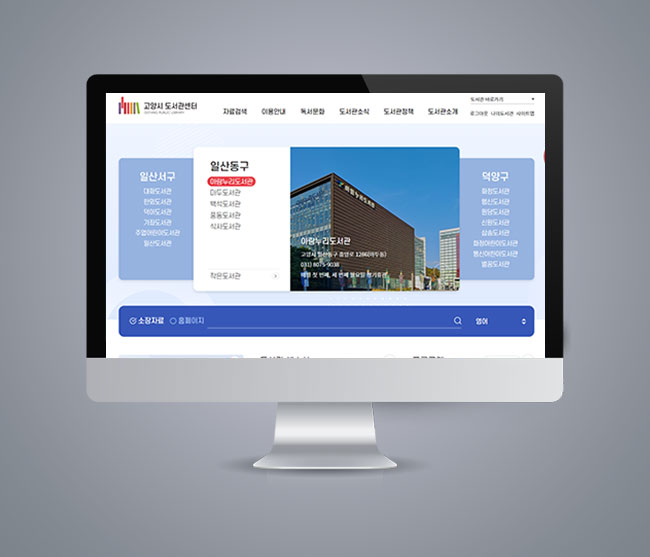 도서관 바로가기
고양시 도서관센터
GOYANG PUBLIC LIBRARY
자료검색 이용안내 독서문화 도서관소식 도서관정책 도서관소개
로그아웃 나의도서관 사이트맵
일산서구
대화도서관
한뫼도서관
덕이도서관
가좌도서관
주엽어린이도서관
일산도서관
일산동구
아람누리도서관
마두도서관
백석도서관
풍동도서관
식사도서관
작은도서관
아람누리도서관
아람누리도서관
고양시 일산동구 중앙로 1286(마두동)
031) 8075-9038
매월 첫 번째, 세 번째 월요일 정기휴관
덕양구
화정도서관
행신도서관
원당도서관
신원도서관
삼송도서관
화정어린이도서관
행신어린이도서관
별꿈도서관
소장자료 홈페이지
영어